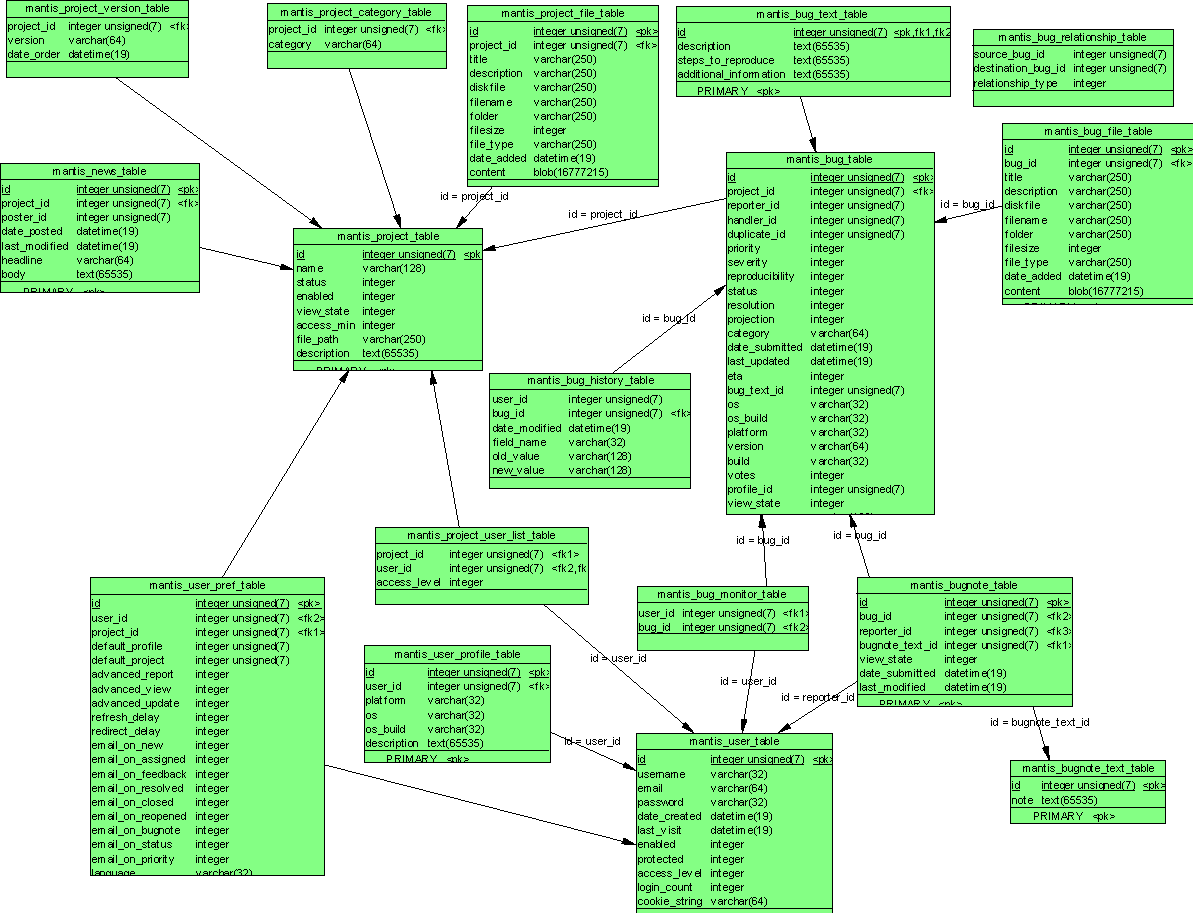 mantis_project_version_table
project_id integer unsigned(7) <fk>
version varchar(64)
date_order datetime(19)
mantis_project_category_table
project_id integer unsigned(7) <fk>
category varchar(64)
mantis_project_file_table
id integer unsigned(7) <pk>
project_id integer unsigned(7) <fk>
title varchar(250)
description varchar(250)
diskfile varchar(250)
filename varchar(250)
folder varchar(250)
filesize integer
file_type varchar(250)
date_added datetime(19)
content blob(16777215)
mantis_bug_text_table
id integer unsigned(7) <pk,fk1,fk2
description text(65535)
steps_to_reproduce text(65535)
additional_information text(65535)
PRIMARY <pk>
mantis_bug_relationship_table
source_bug_id integer unsigned(7)
destination_bug_id integer unsigned(7)
relationship_type integer
mantis_bug_file_table
id integer unsigned(7) <pk>
bug_id integer unsigned(7) <fk>
title varchar(250)
description varchar(250)
diskfile varchar(250)
filename varchar(250)
folder varchar(250)
filesize integer
file_type varchar(250)
date_added datetime(19)
content blob(16777215)
PRIMARY <pk>
mantis_news_table
id integer unsigned(7) <pk>
project_id integer unsigned(7) <fk>
poster_id integer unsigned(7)
date_posted datetime(19)
last_modified datetime(19)
headline varchar(64)
body text(65535)
PRIMARY <pk>
id = project_id
id = project_id
id = bug_id
mantis_project_table
id integer unsigned(7) <pk
name varchar(128)
status integer
enabled integer
view_state integer
access_min integer
file_path varchar(250)
description text(65535)
PRIMARY <pk>
mantis_bug_table
id integer unsigned(7) <pk>
project_id integer unsigned(7) <fk>
reporter_id integer unsigned(7)
handler_id integer unsigned(7)
duplicate_id integer unsigned(7)
priority integer
severity integer
reproducibility integer
status integer
resolution integer
projection integer
category varchar(64)
date_submitted datetime(19)
last_updated datetime(19)
eta integer
bug_text_id integer unsigned(7)
os varchar(32)
os_build varchar(32)
platform varchar(32)
version varchar(64)
build varchar(32)
votes integer
profile_id integer unsigned(7)
view_state integer
id = bug_id
mantis_bug_history_table
user_id integer unsigned(7)
bug_id integer unsigned(7) <fk>
date_modified datetime(19)
field_name varchar(32)
old_value varchar(128)
new_value varchar(128)
mantis_project_user_list_table
project_id integer unsigned(7) <fk1>
user_id integer unsigned(7) <fk2,fk
access_level integer
id = bug_id
id = bug_id
mantis_user_pref_table
id integer unsigned(7) <pk>
user_id integer unsigned(7) <fk2>
project_id integer unsigned(7) <fk1>
default_profile integer unsigned(7)
default_project integer unsigned(7)
advanced_report integer
advanced_view integer
advanced_update integer
refresh_delay integer
redirect_delay integer
email_on_new integer
email_on_assigned integer
email_on_feedback integer
email_on_resolved integer
email_on_closed integer
email_on_reopened integer
email_on_bugnote integer
email_on_status integer
email_on_priority integer
language varchar(32)
mantis_user_profile_table
id integer unsigned(7) <pk>
user_id integer unsigned(7) <fk>
platform varchar(32)
os varchar(32)
os_build varchar(32)
description text(65535)
PRIMARY <pk>
mantis_bug_monitor_table
user_id integer unsigned(7) <fk1>
bug_id integer unsigned(7) <fk2>
mantis_bugnote_table
id integer unsigned(7) <pk>
bug_id integer unsigned(7) <fk2>
reporter_id integer unsigned(7) <fk3>
bugnote_text_id integer unsigned(7) <fk1>
view_state integer
date_submitted datetime(19)
last_modified datetime(19)
PRIMARY <pk>
id = user_id
id = user_id
id = reporter_id
id = bugnote_text_id
id = user_id
mantis_user_table
id integer unsigned(7) <pk>
username varchar(32)
email varchar(64)
password varchar(32)
date_created datetime(19)
last_visit datetime(19)
enabled integer
protected integer
access_level integer
login_count integer
cookie_string varchar(64)
mantis_bugnote_text_table
id integer unsigned(7) <pk>
note text(65535)
PRIMARY <pk>